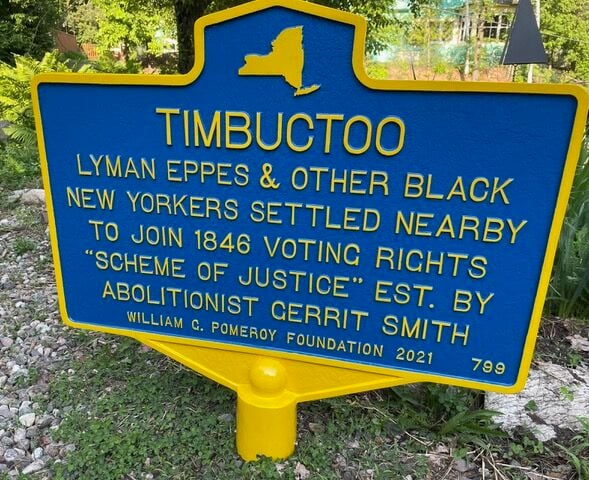 TIMBUCTOO
LYMAN EPPES & OTHER BLACK
NEW YORKERS SETTLED NEARBY
TO JOIN 1846 VOTING RIGHTS
"SCHEME OF JUSTICE" EST. BY
ABOLITIONIST GERRIT SMITH
WILLIAM G. POMEROY FOUNDATION 2021 799